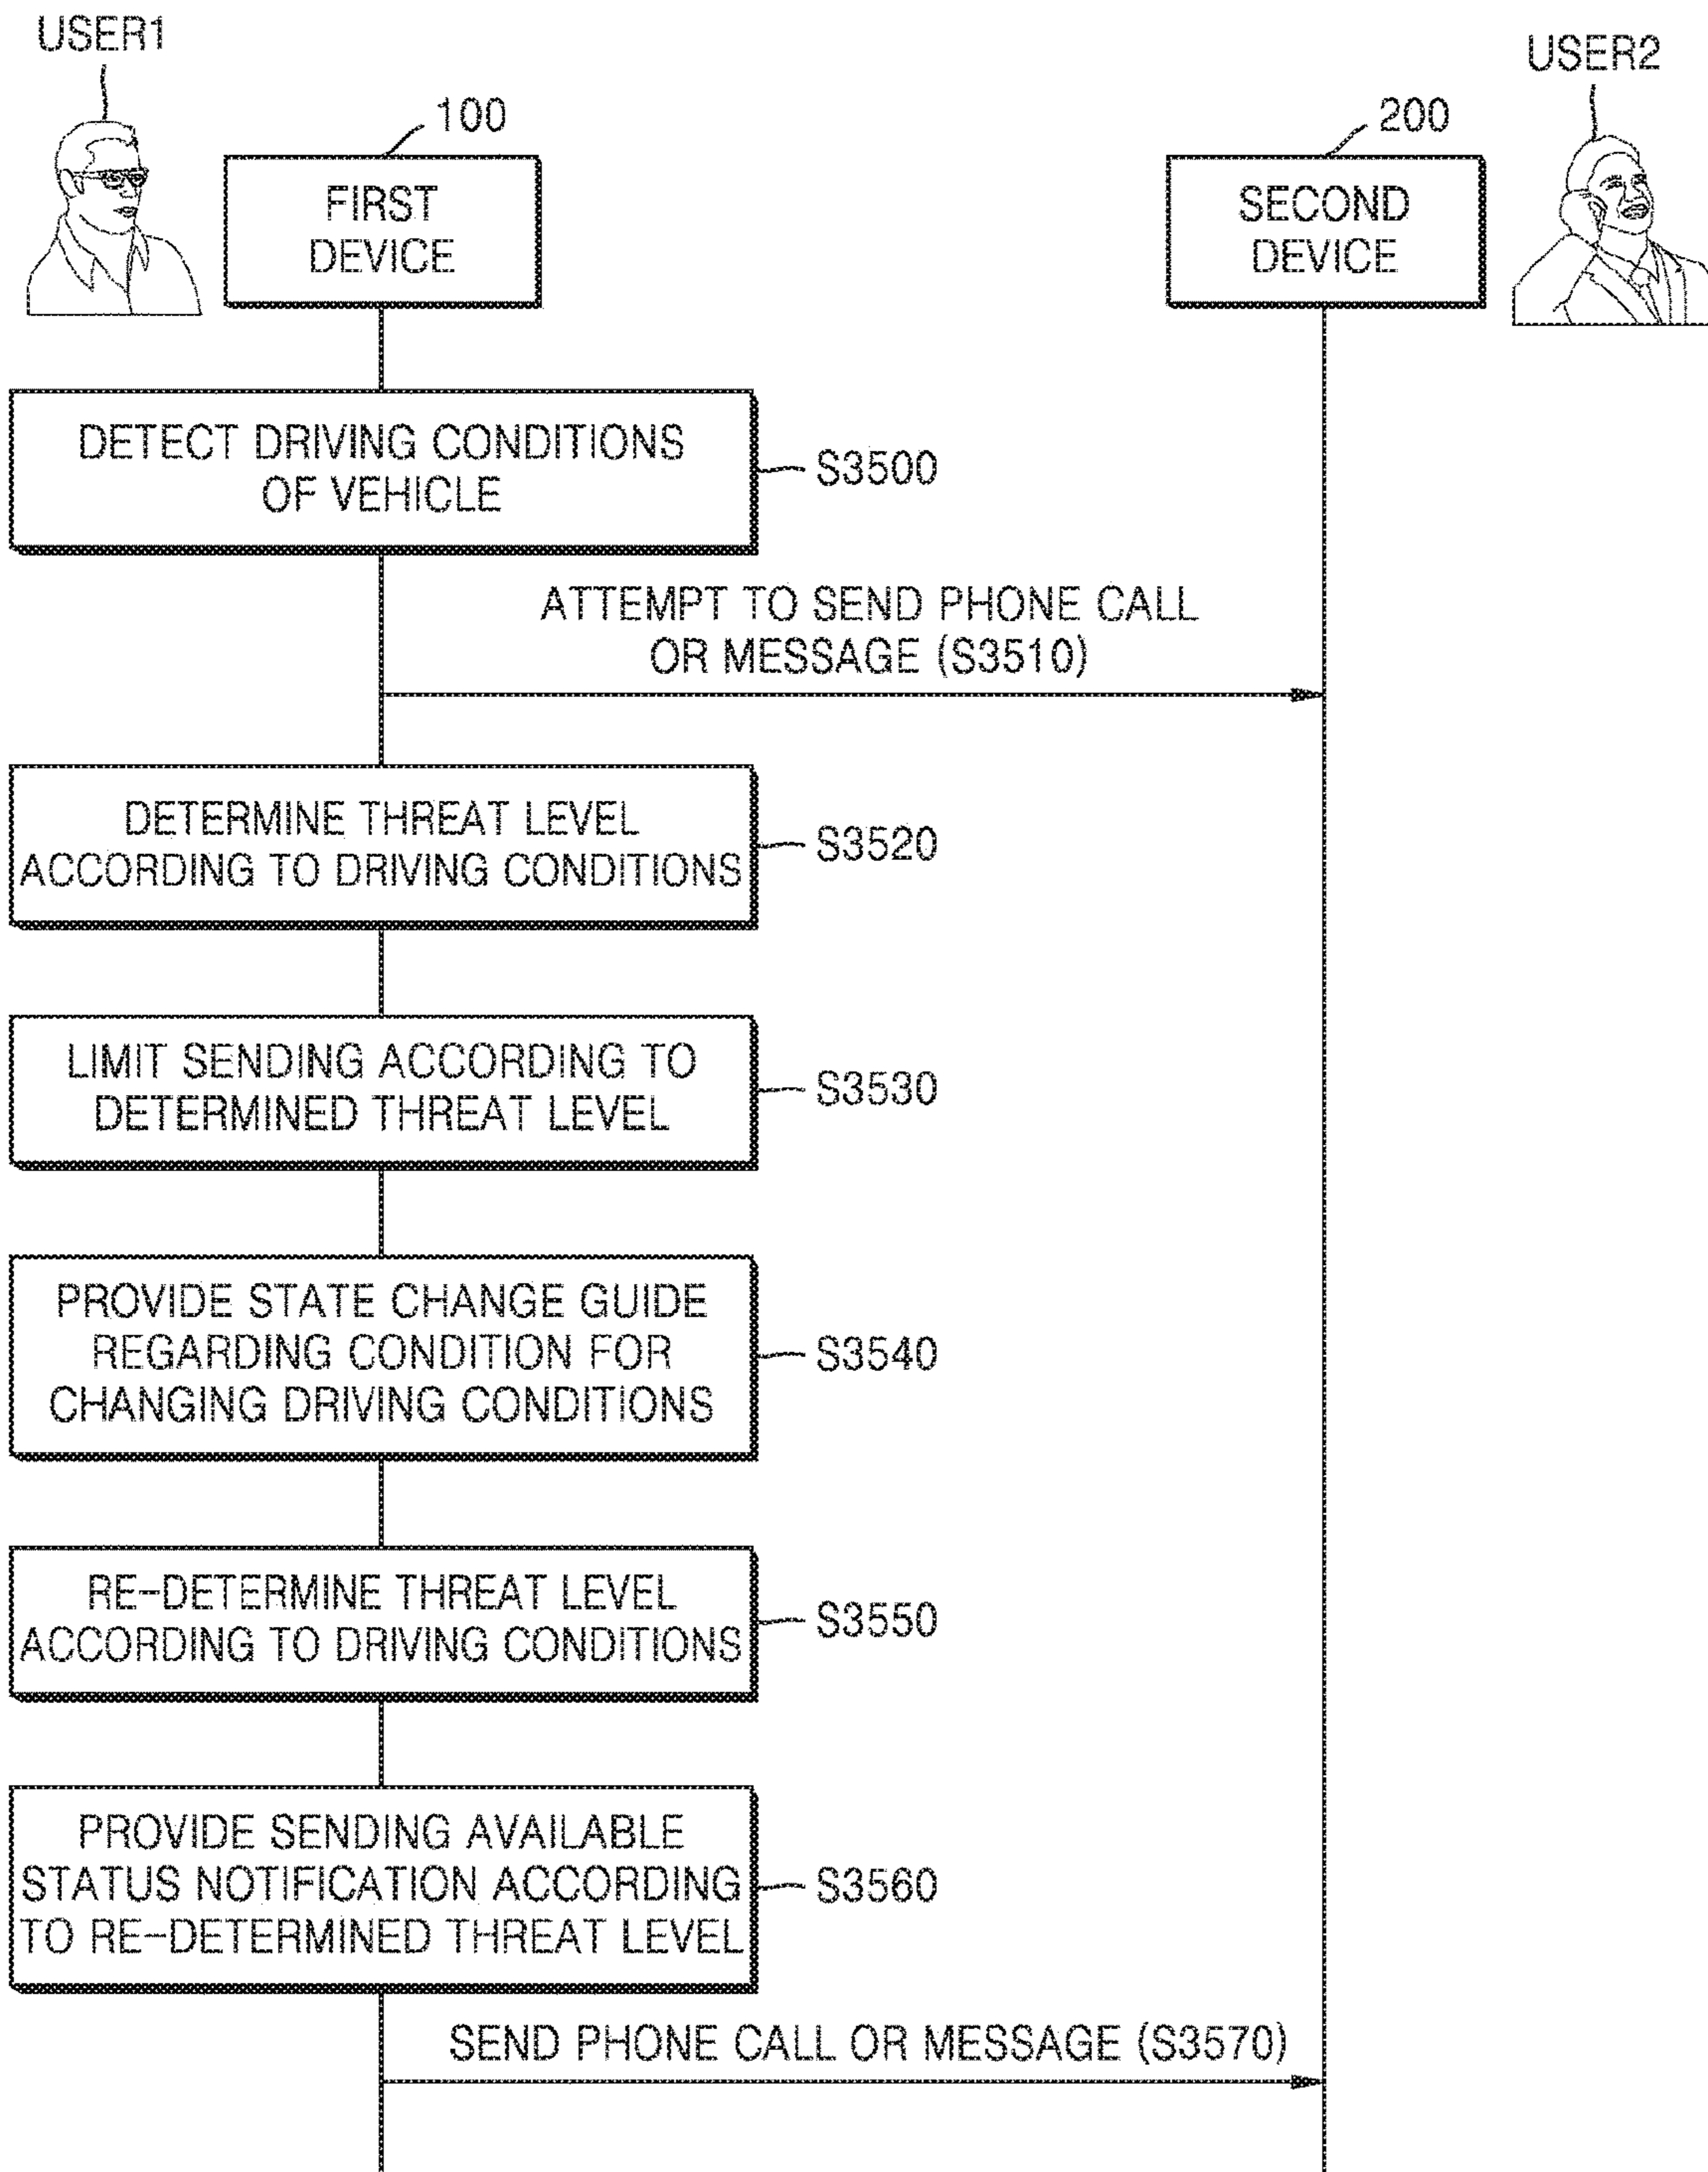 USER1
USER2
100
200
FIRST
DEVICE
SECOND
DEVICE
DETECT DRIVING CONDITIONS
OF VEHICLE
S3500
ATTEMPT TO SEND PHONE CALL
OR MESSAGE (S3510)
DETERMINE THREAT LEVEL
ACCORDING TO DRIVING CONDITIONS
S3520
LIMIT SENDING ACCORDING TO
DETERMINED THREAT LEVEL
S3530
PROVIDE STATE CHANGE GUIDE
REGARDING CONDITION FOR
CHANGING DRIVING CONDITIONS
S3540
RE-DETERMINE THREAT LEVEL
ACCORDING TO DRIVING CONDITIONS
S3550
PROVIDE SENDING AVAILABLE
STATUS NOTIFICATION ACCORDING
TO RE-DETERMINED THREAT LEVEL
S3560
SEND PHONE CALL OR MESSAGE (S3570)